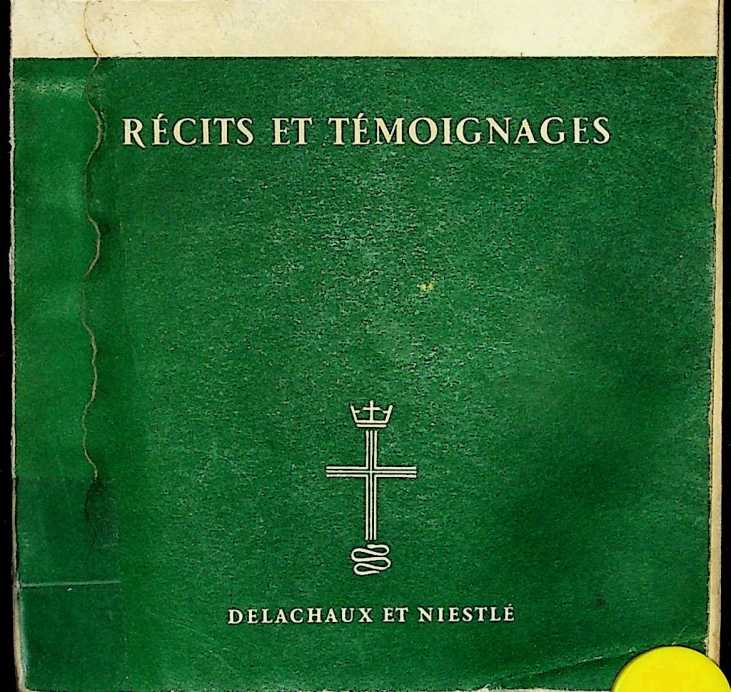 RÉCITS ET TÉMOIGNAGES
DELACHAUX ET NIESTLÉ